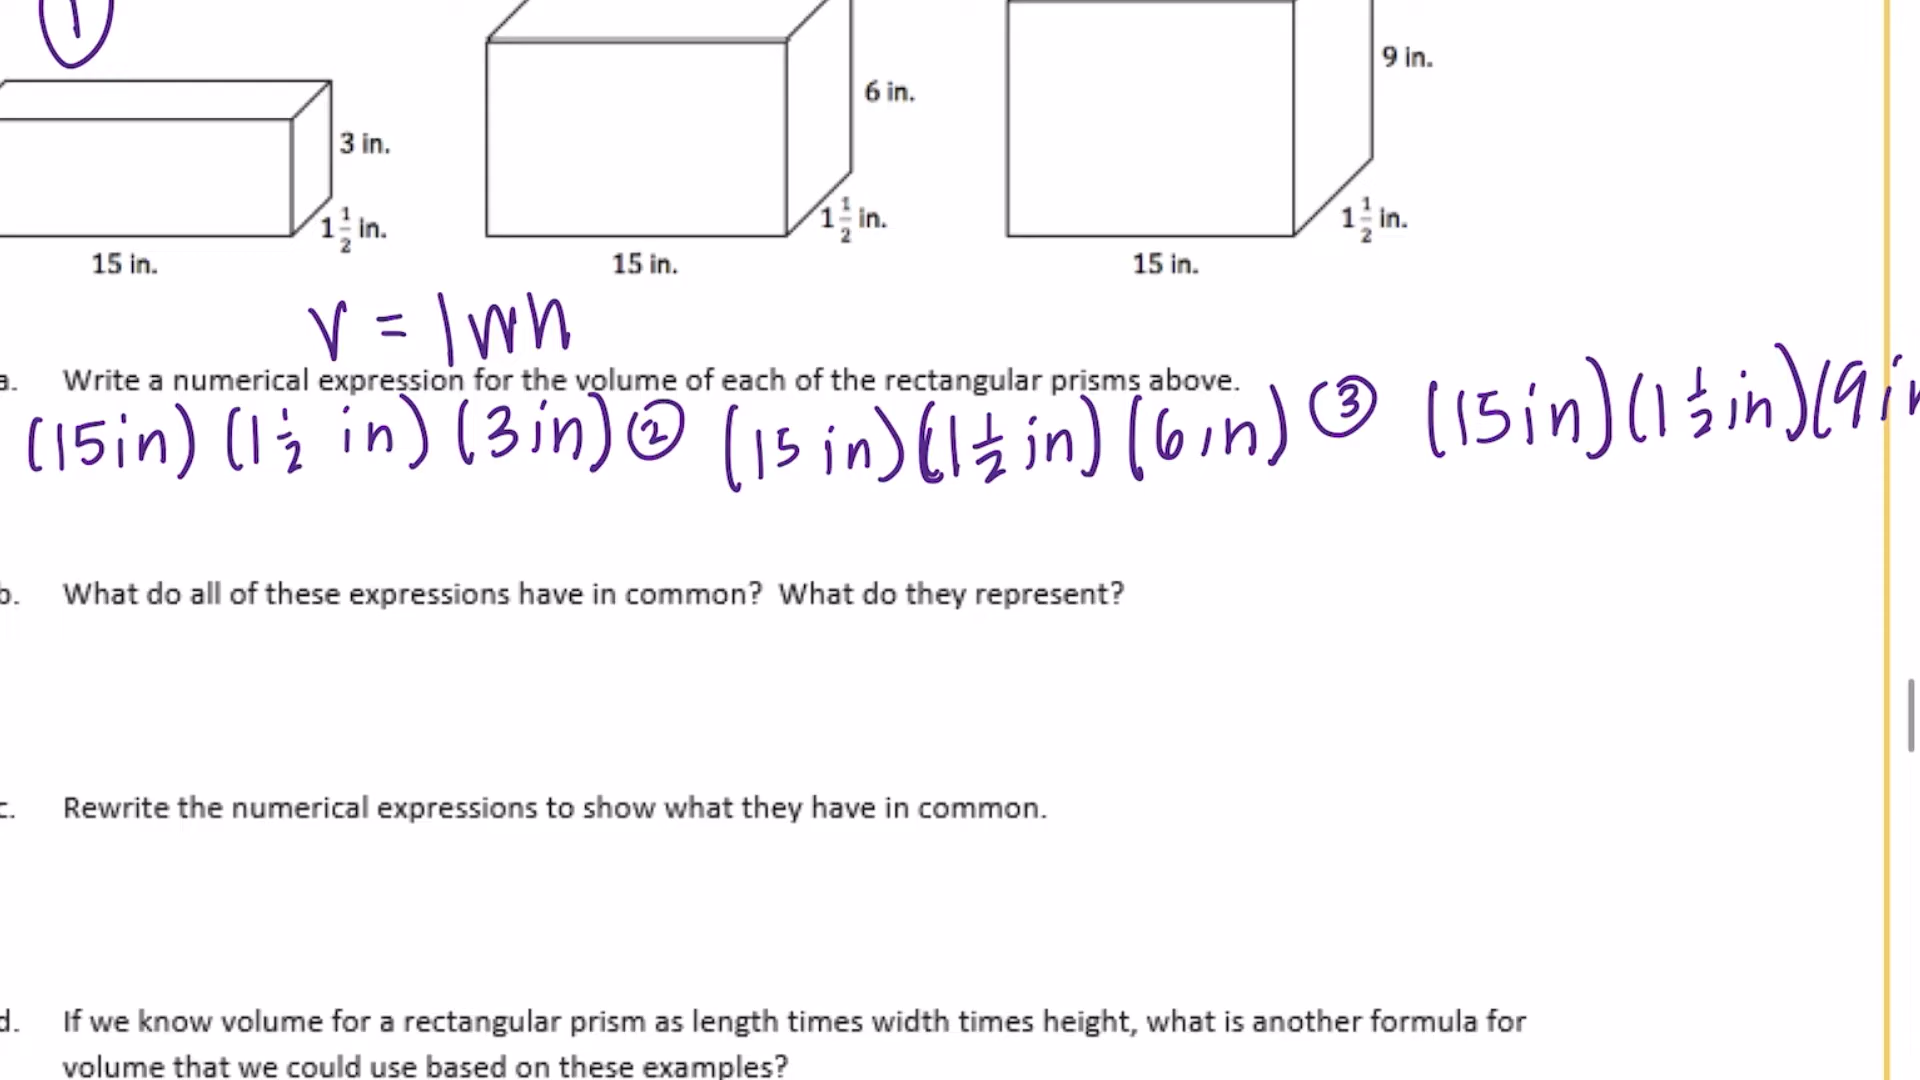 1
9 in.
6 in.
3 in.
1 1/2 in.
1 1/2 in.
1 1/2 in.
15 in.
15 in.
15 in.
V = lwh
a. Write a numerical expression for the volume of each of the rectangular prisms above.
(15in) (1 1/2 in) (3in) ② (15 in)(1 1/2 in) (6in) ③ (15in)(1 1/2 in)(9in
b. What do all of these expressions have in common? What do they represent?
c. Rewrite the numerical expressions to show what they have in common.
d. If we know volume for a rectangular prism as length times width times height, what is another formula for
volume that we could use based on these examples?